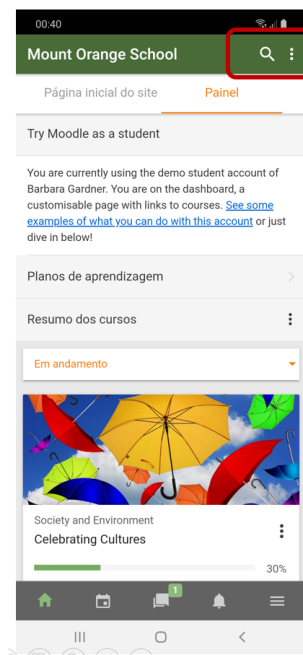 00:40
Mount Orange School
Página inicial do site
Painel
Try Moodle as a student
You are currently using the demo student account of
Barbara Gardner. You are on the dashboard, a
customisable page with links to courses. See some
examples of what you can do with this account or just
dive in below!
Planos de aprendizagem
Resumo dos cursos
Em andamento
Society and Environment
Celebrating Cultures
30%
1